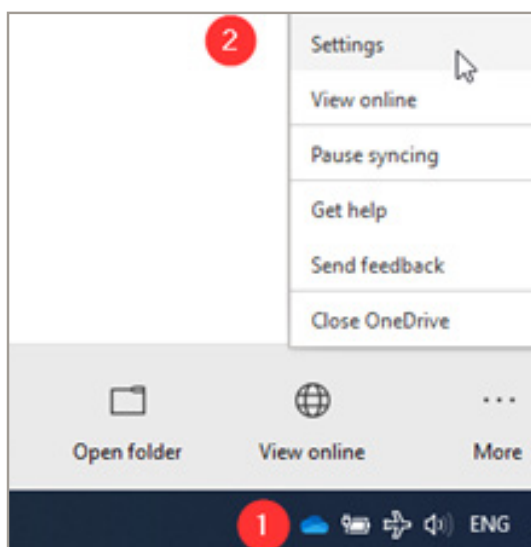 2
Settings
View online
Pause syncing
Get help
Send feedback
Close OneDrive
Open folder View online More
1 ENG